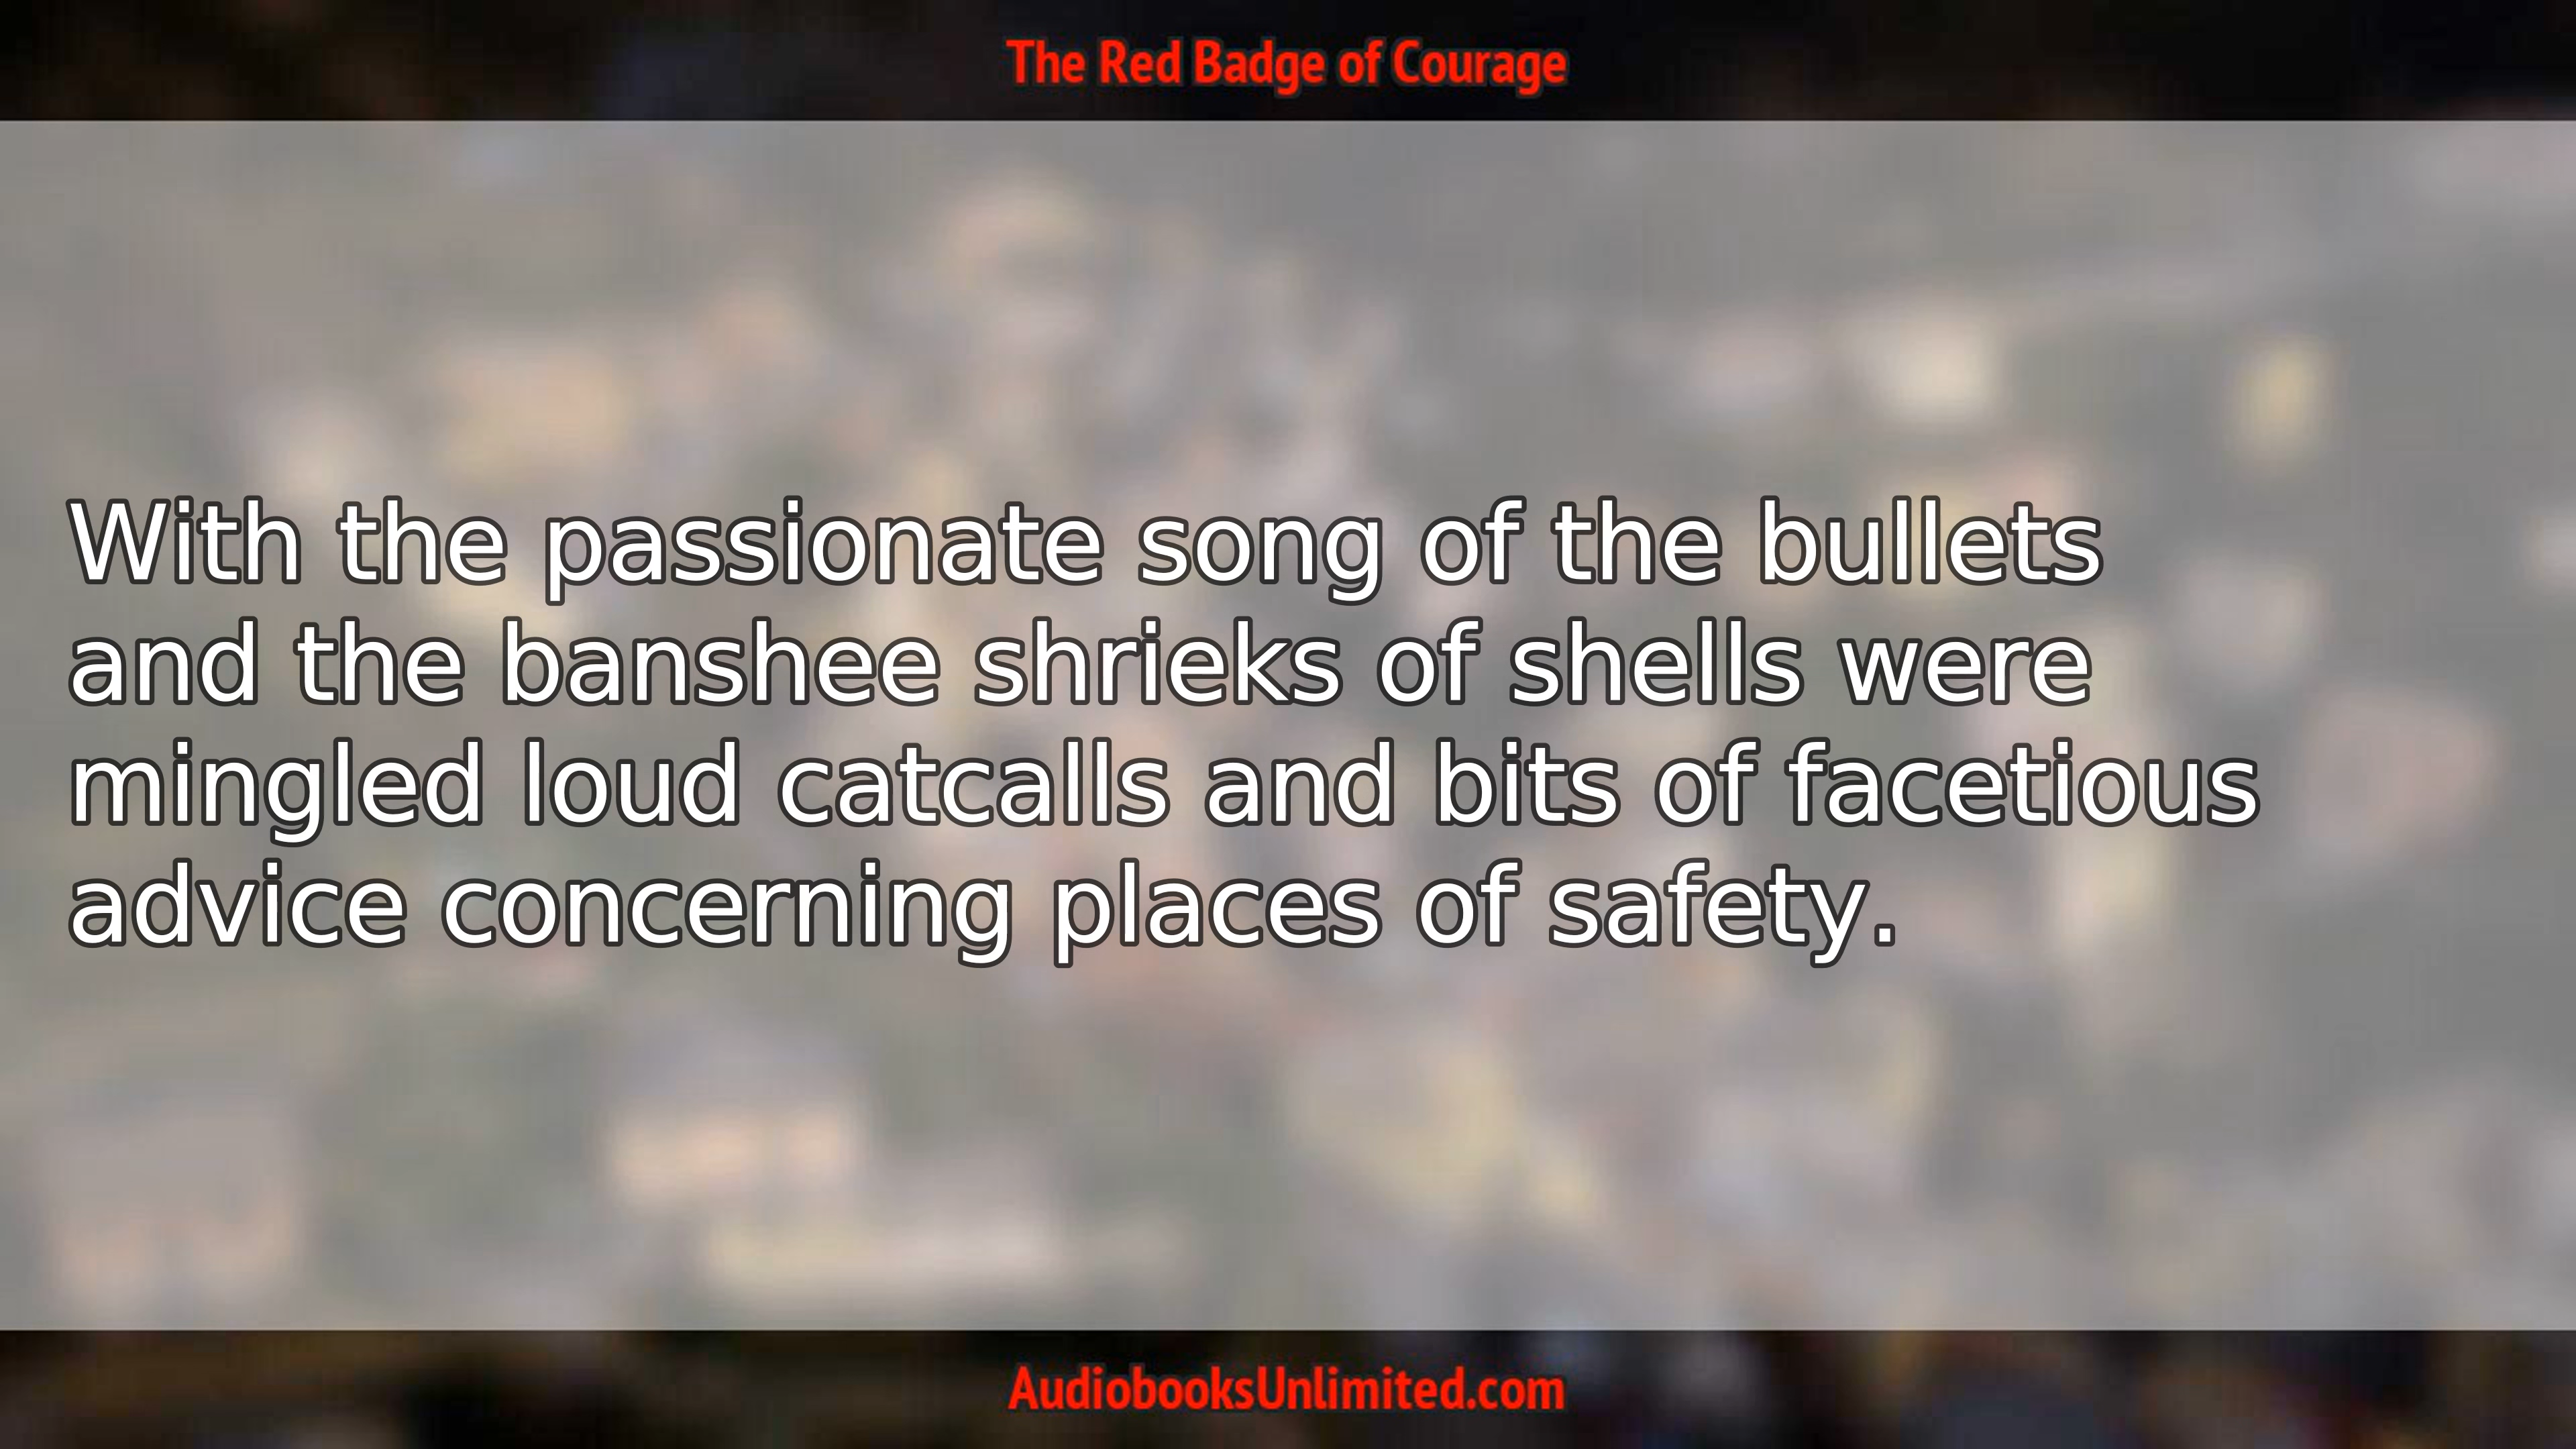 The Red Badge of Courage
With the passionate song of the bullets
and the banshee shrieks of shells were
mingled loud catcalls and bits of facetious
advice concerning places of safety.
AudiobooksUnlimited.com